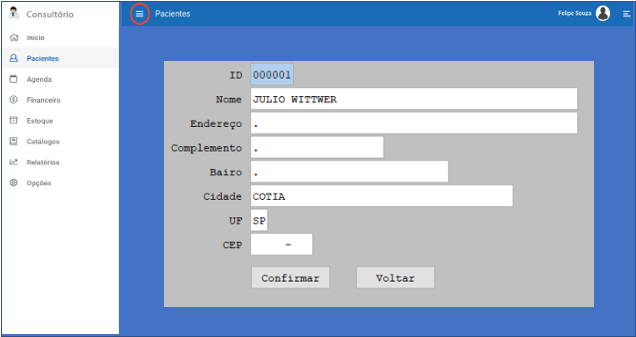 Consultório
Início
Pacientes
Agenda
Financeiro
Estoque
Catálogos
Relatórios
Opções
Pacientes
Felipe Souza
ID 000001
Nome JULIO WITTWER
Endereço .
Complemento .
Bairo .
Cidade COTIA
UF SP
CEP -
Confirmar Voltar